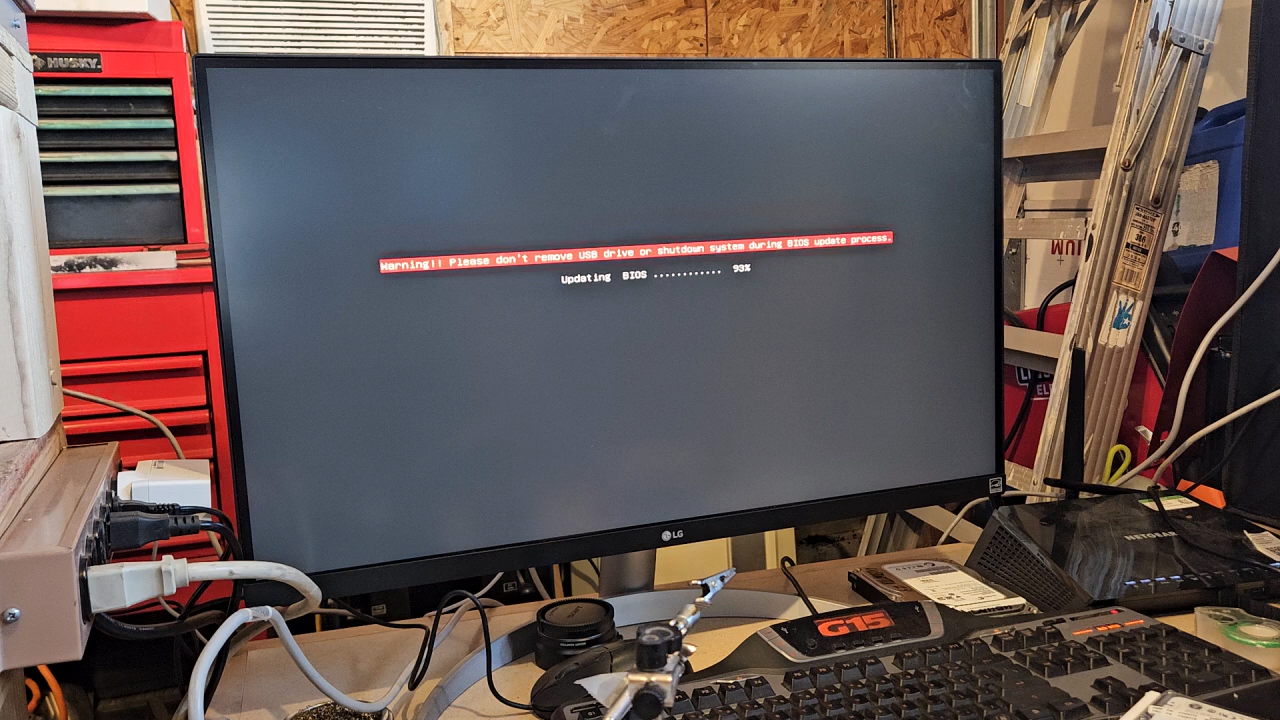 HUSKY
Warning!! Please don't remove USB drive or shutdown system during BIOS update process.
Updating BIOS ............ 93%
LG
NETGEAR
G15